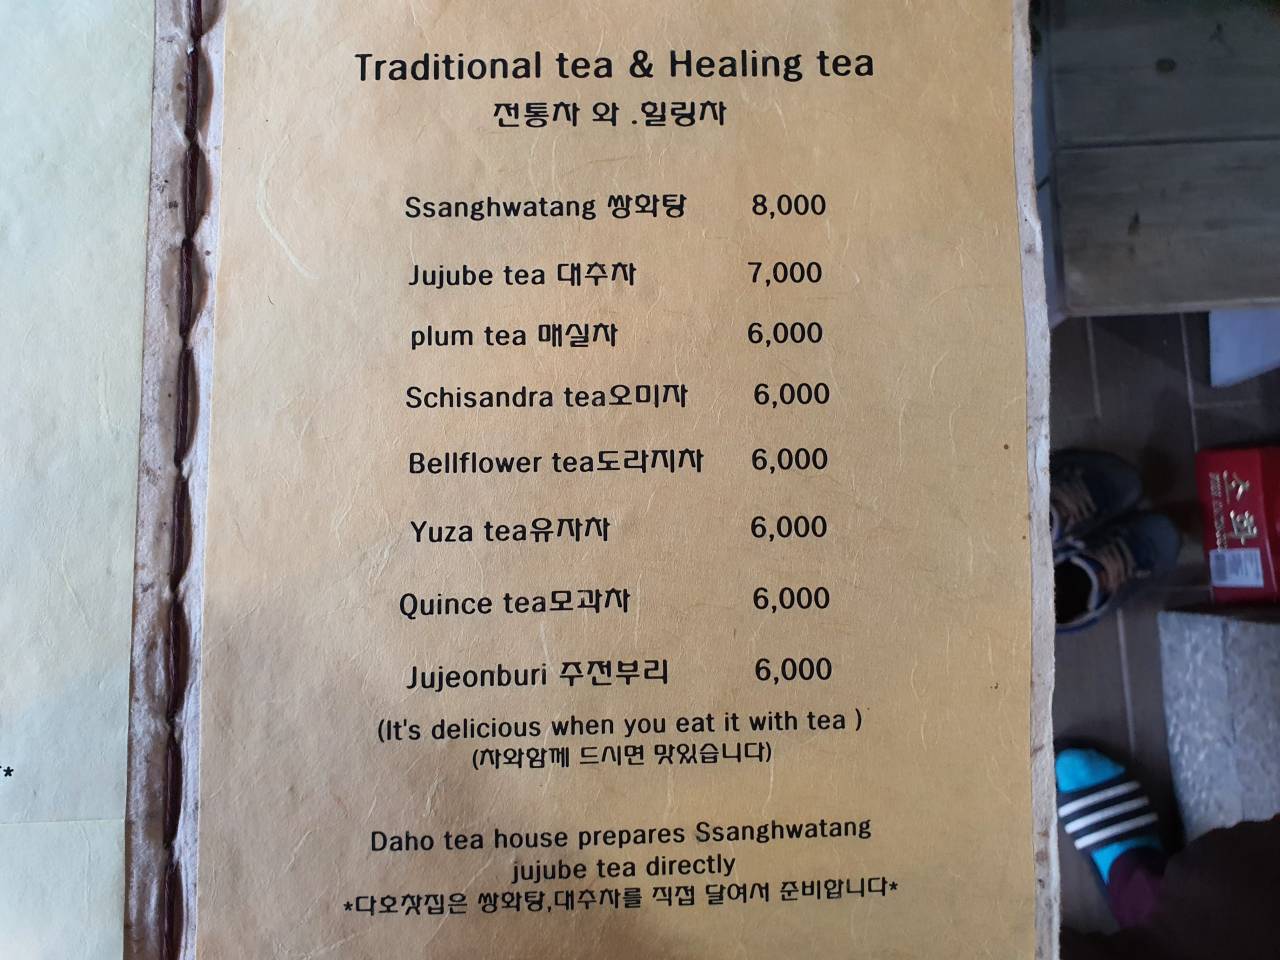 Traditional tea & Healing tea
전통차 와 .힐링차
Ssanghwatang 쌍화탕 8,000
Jujube tea 대추차 7,000
plum tea 매실차 6,000
Schisandra tea오미자 6,000
Bellflower tea도라지차 6,000
Yuza tea유자차 6,000
Quince tea모과차 6,000
Jujeonburi 주전부리 6,000
(It's delicious when you eat it with tea )
(차와함께 드시면 맛있습니다)
Daho tea house prepares Ssanghwatang
jujube tea directly
*다호찻집은 쌍화탕,대추차를 직접 달여서 준비합니다*
*